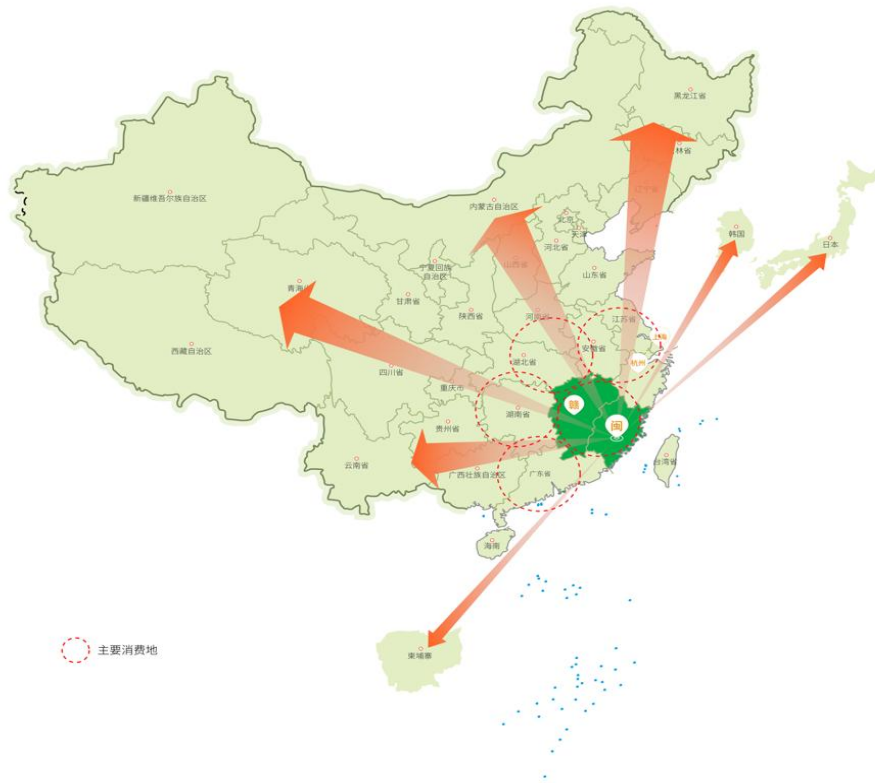 黑龙江省
林省
辽宁省
新疆维吾尔族自治区
内蒙古自治区
北京
天津
韩国
日本
河北省
山西省
宁夏回族
自治区
山东省
青海
甘肃省
陕西省
河南省
江苏省
上海
西藏自治区
安徽省
湖北省
杭州
四川省
重庆市
赣
湖南省
贵州省
闽
云南省
广西壮族自治区
广东省
台湾省
海南
主要消费地
柬埔寨